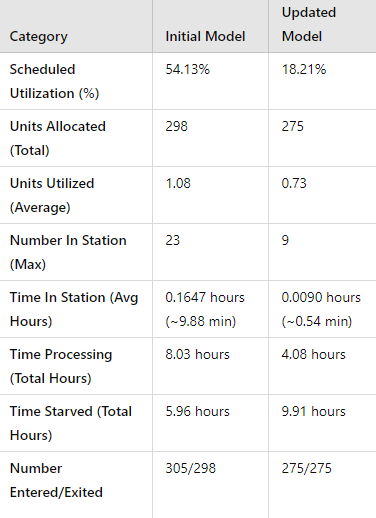 Category Initial Model Updated Model
Scheduled Utilization (%) 54.13% 18.21%
Units Allocated (Total) 298 275
Units Utilized (Average) 1.08 0.73
Number In Station (Max) 23 9
Time In Station (Avg Hours) 0.1647 hours (~9.88 min) 0.0090 hours (~0.54 min)
Time Processing (Total Hours) 8.03 hours 4.08 hours
Time Starved (Total Hours) 5.96 hours 9.91 hours
Number Entered/Exited 305/298 275/275